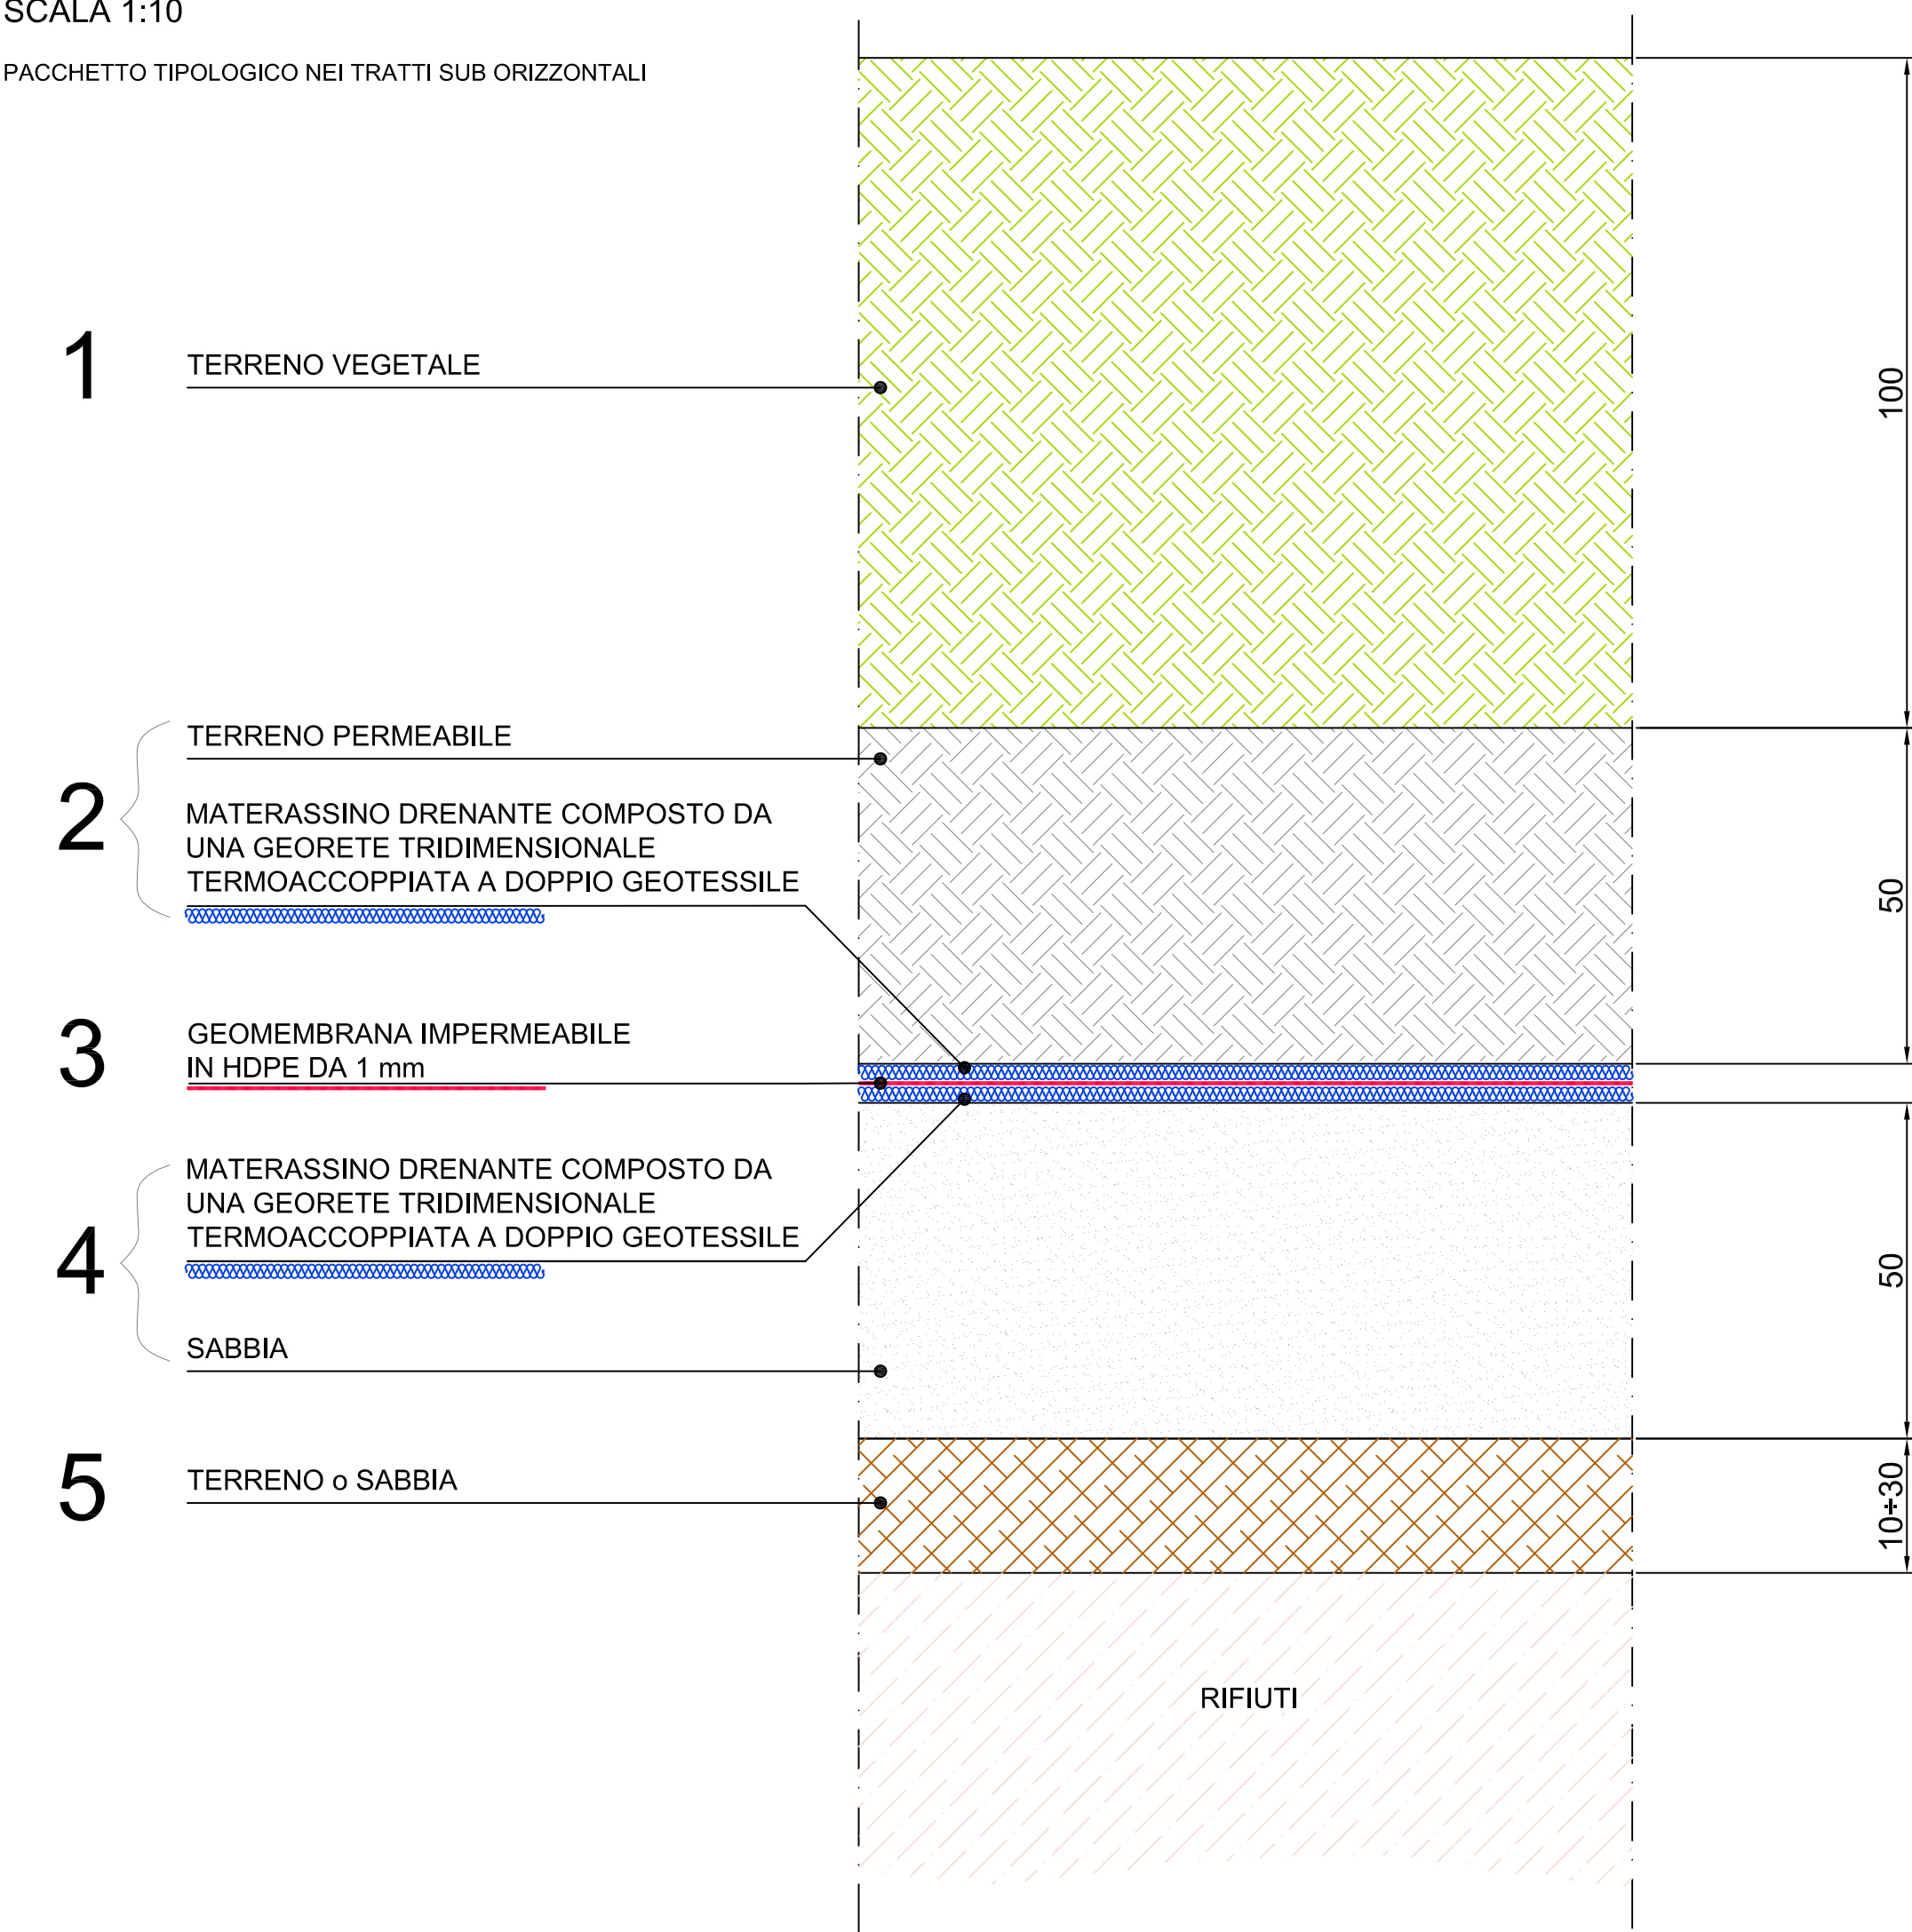 SCALA 1:10
PACCHETTO TIPOLOGICO NEI TRATTI SUB ORIZZONTALI
1
TERRENO VEGETALE
100
2
TERRENO PERMEABILE
MATERASSINO DRENANTE COMPOSTO DA
UNA GEORETE TRIDIMENSIONALE
TERMOACCOPPIATA A DOPPIO GEOTESSILE
50
3
GEOMEMBRANA IMPERMEABILE
IN HDPE DA 1 mm
4
MATERASSINO DRENANTE COMPOSTO DA
UNA GEORETE TRIDIMENSIONALE
TERMOACCOPPIATA A DOPPIO GEOTESSILE
SABBIA
50
5
TERRENO o SABBIA
10÷30
RIFIUTI